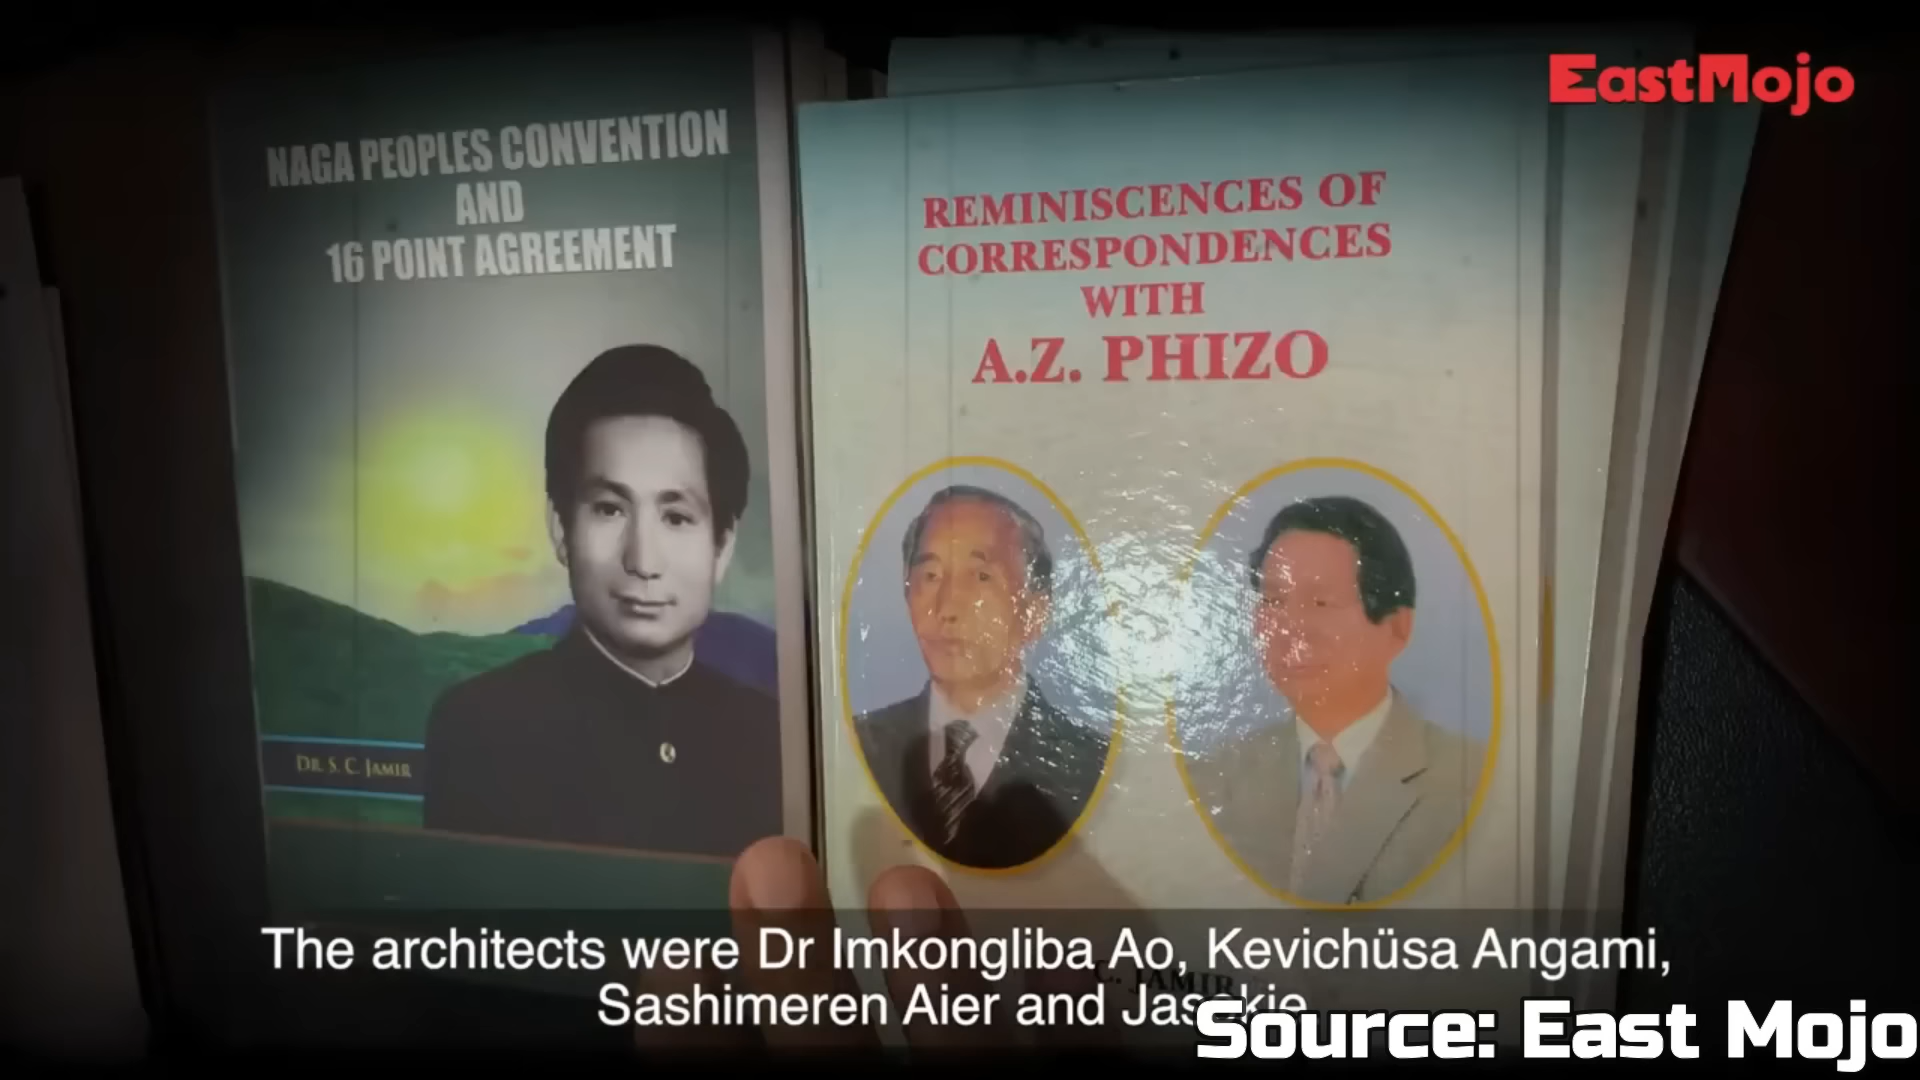 EastMojo
NAGA PEOPLES CONVENTION
AND
16 POINT AGREEMENT
DR. S. C. JAMIR
REMINISCENCES OF
CORRESPONDENCES
WITH
A.Z. PHIZO
C. JAMIR
The architects were Dr Imkongliba Ao, Kevichüsa Angami,
Sashimeren Aier and
Source: East Mojo